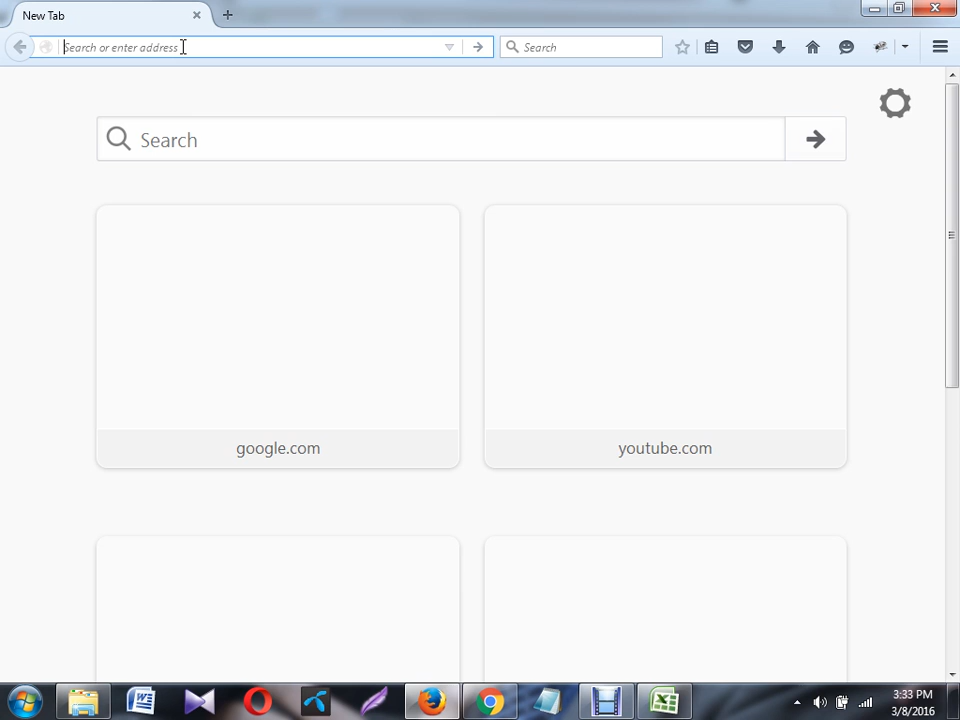 New Tab
Search or enter address
Search
Search
google.com
youtube.com
3:33 PM
3/8/2016